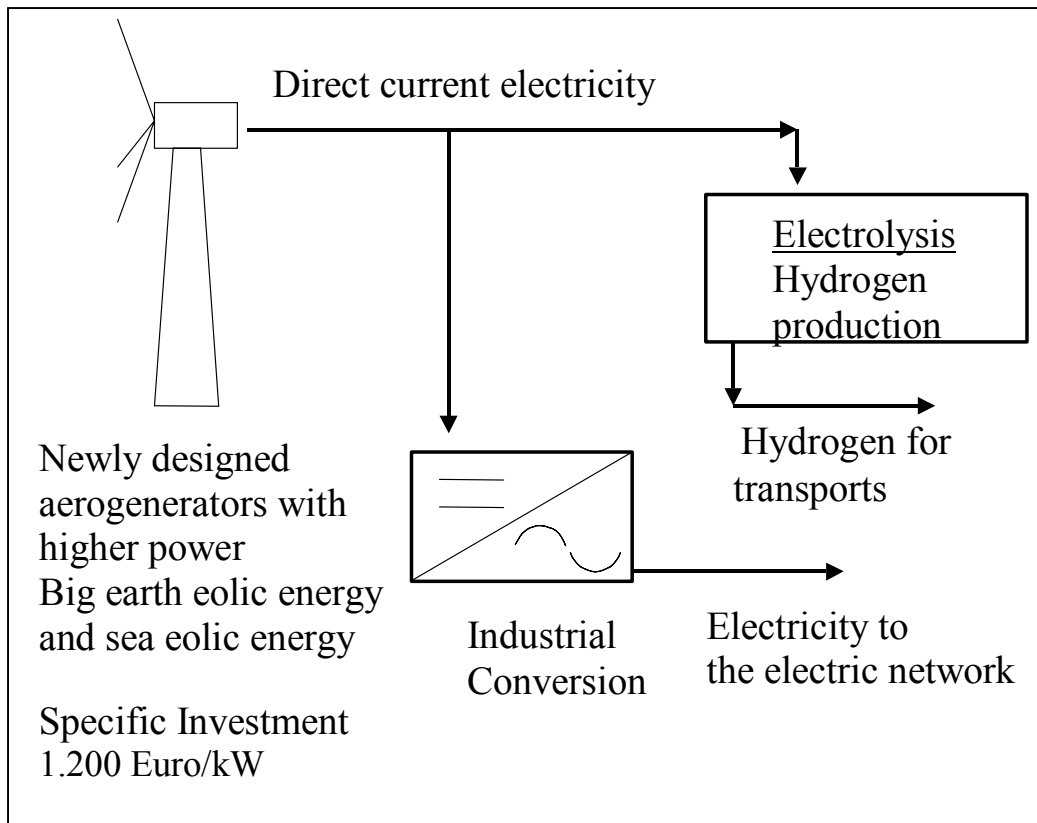 Direct current electricity
Electrolysis
Hydrogen
production
Hydrogen for
transports
Newly designed
aerogenerators with
higher power
Big earth eolic energy
and sea eolic energy
Specific Investment
1.200 Euro/kW
Industrial
Conversion
Electricity to
the electric network